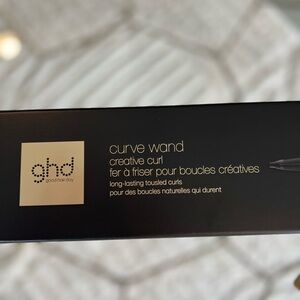 ghd
good hair day
curve wand
creative curl
fer à friser pour boucles créatives
long-lasting tousled curls
pour des boucles naturelles qui durent